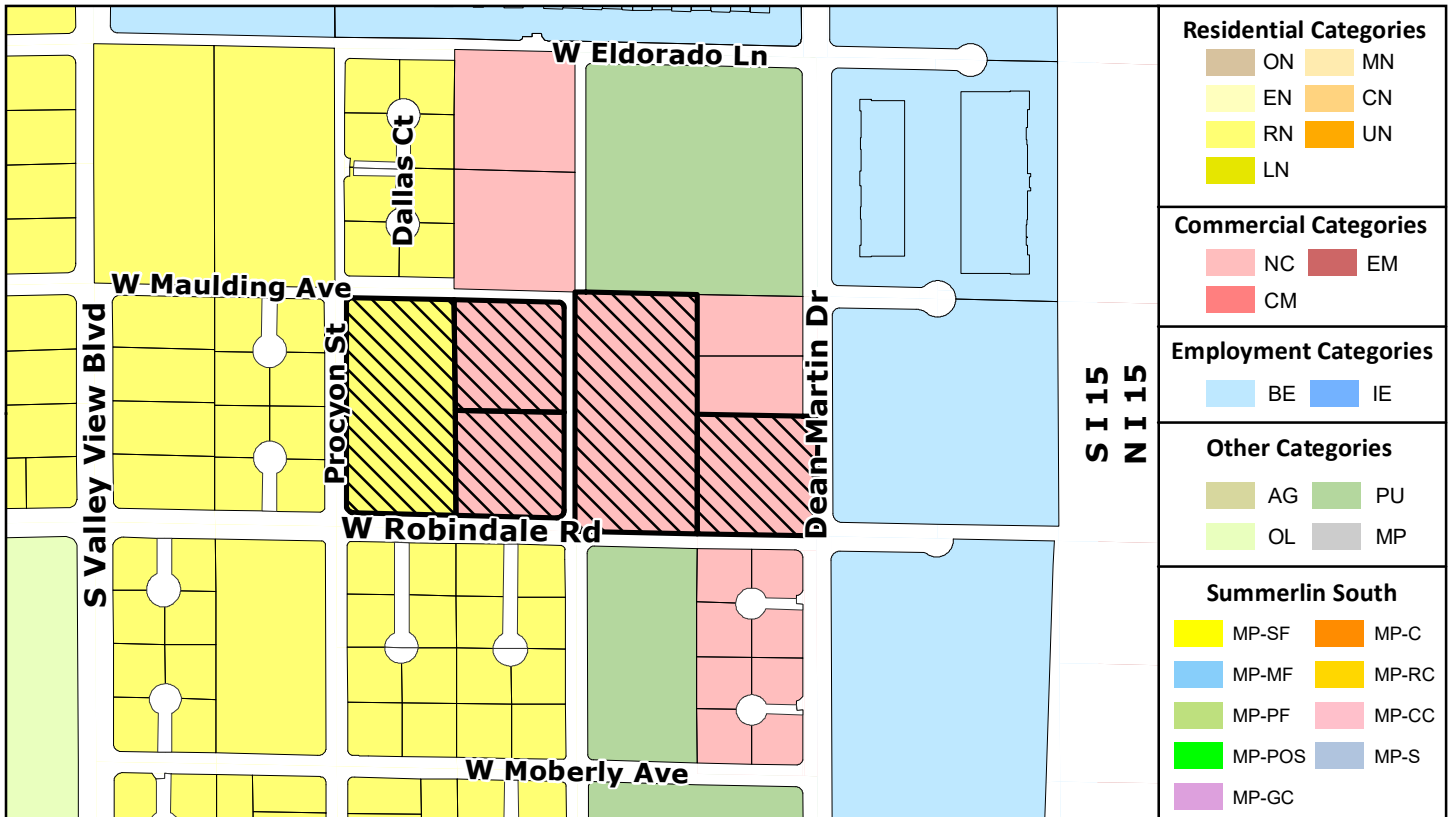 W Eldorado Ln
Dallas Ct
W Maulding Ave
S Valley View Blvd
Procyon St
Dean-Martin Dr
S I 15
N I 15
W Robindale Rd
W Moberly Ave
Residential Categories
ON MN
EN CN
RN UN
LN
Commercial Categories
NC EM
CM
Employment Categories
BE IE
Other Categories
AG PU
OL MP
Summerlin South
MP-SF MP-C
MP-MF MP-RC
MP-PF MP-CC
MP-POS MP-S
MP-GC